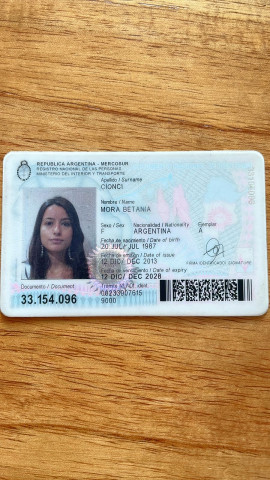 REPUBLICA ARGENTINA - MERCOSUR
REGISTRO NACIONAL DE LAS PERSONAS
MINISTERIO DEL INTERIOR Y TRANSPORTE
Apellido / Surname
CIONCI
Nombre / Name
MORA BETANIA
Sexo / Sex Nacionalidad / Nationality Ejemplar
F ARGENTINA A
Fecha de nacimiento / Date of birth
20 JUL/ JUL 1987
Fecha de emisión / Date of issue
12 DIC/ DEC 2013
Fecha de vencimiento / Date of expiry
12 DIC/ DEC 2028
FIRMA IDENTIFICADO / SIGNATURE
Documento / Document
33.154.096
Trámite Nº / Of. ident.
00233907615
9000